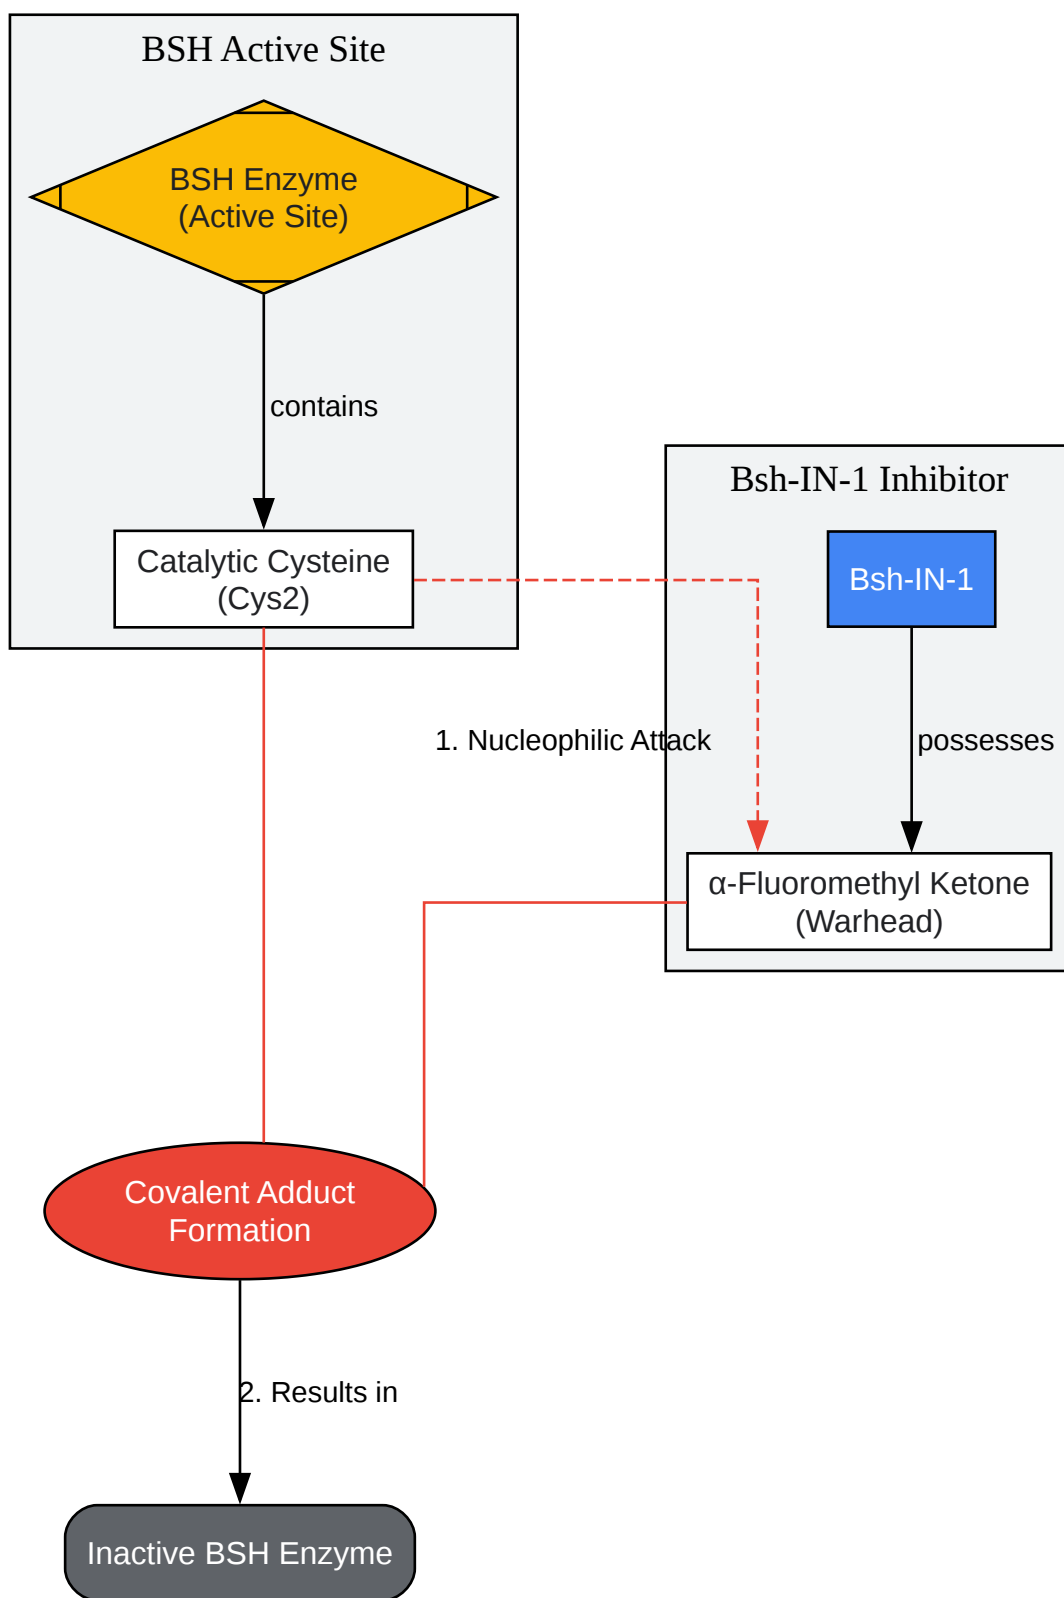 BSH Active Site
BSH Enzyme
(Active Site)
contains
Catalytic Cysteine
(Cys2)
Bsh-IN-1 Inhibitor
Bsh-IN-1
1. Nucleophilic Attack
possesses
α-Fluoromethyl Ketone
(Warhead)
Covalent Adduct
Formation
2. Results in
Inactive BSH Enzyme